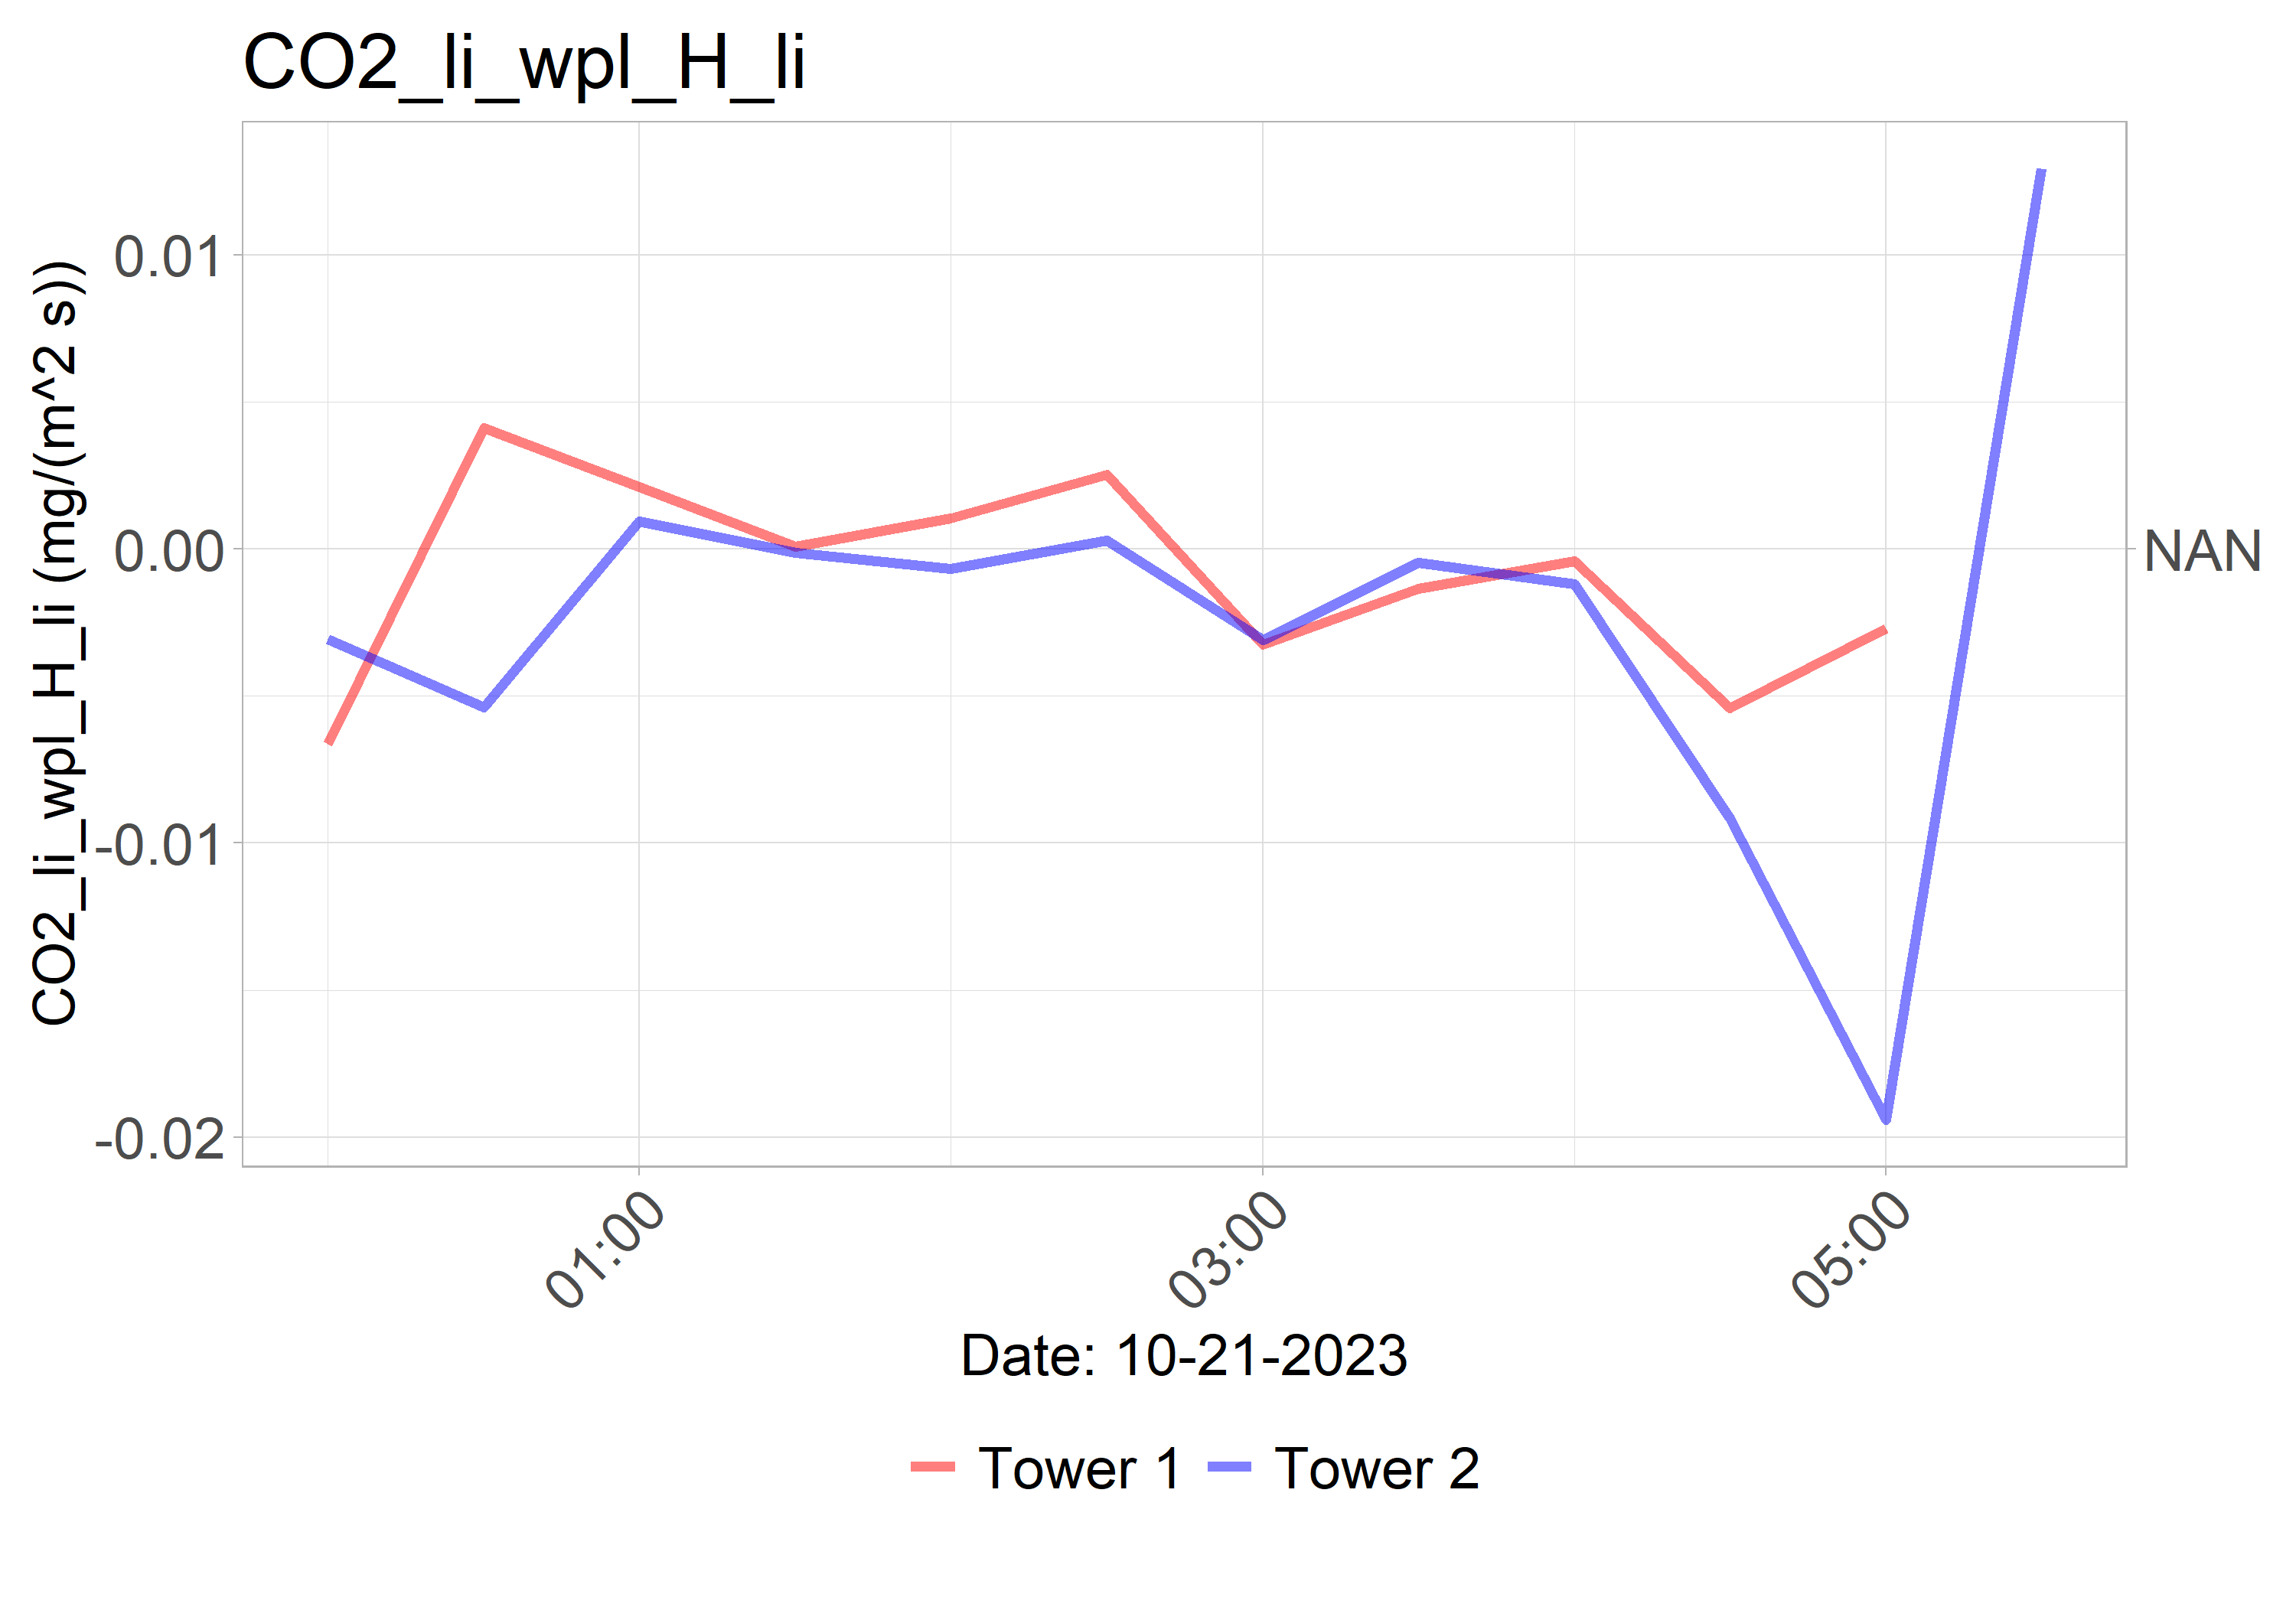 CO2_li_wpl_H_li
CO2_li_wpl_H_li (mg/(m^2 s))
0.01
0.00
-0.01
-0.02
NAN
01:00
03:00
05:00
Date: 10-21-2023
Tower 1
Tower 2